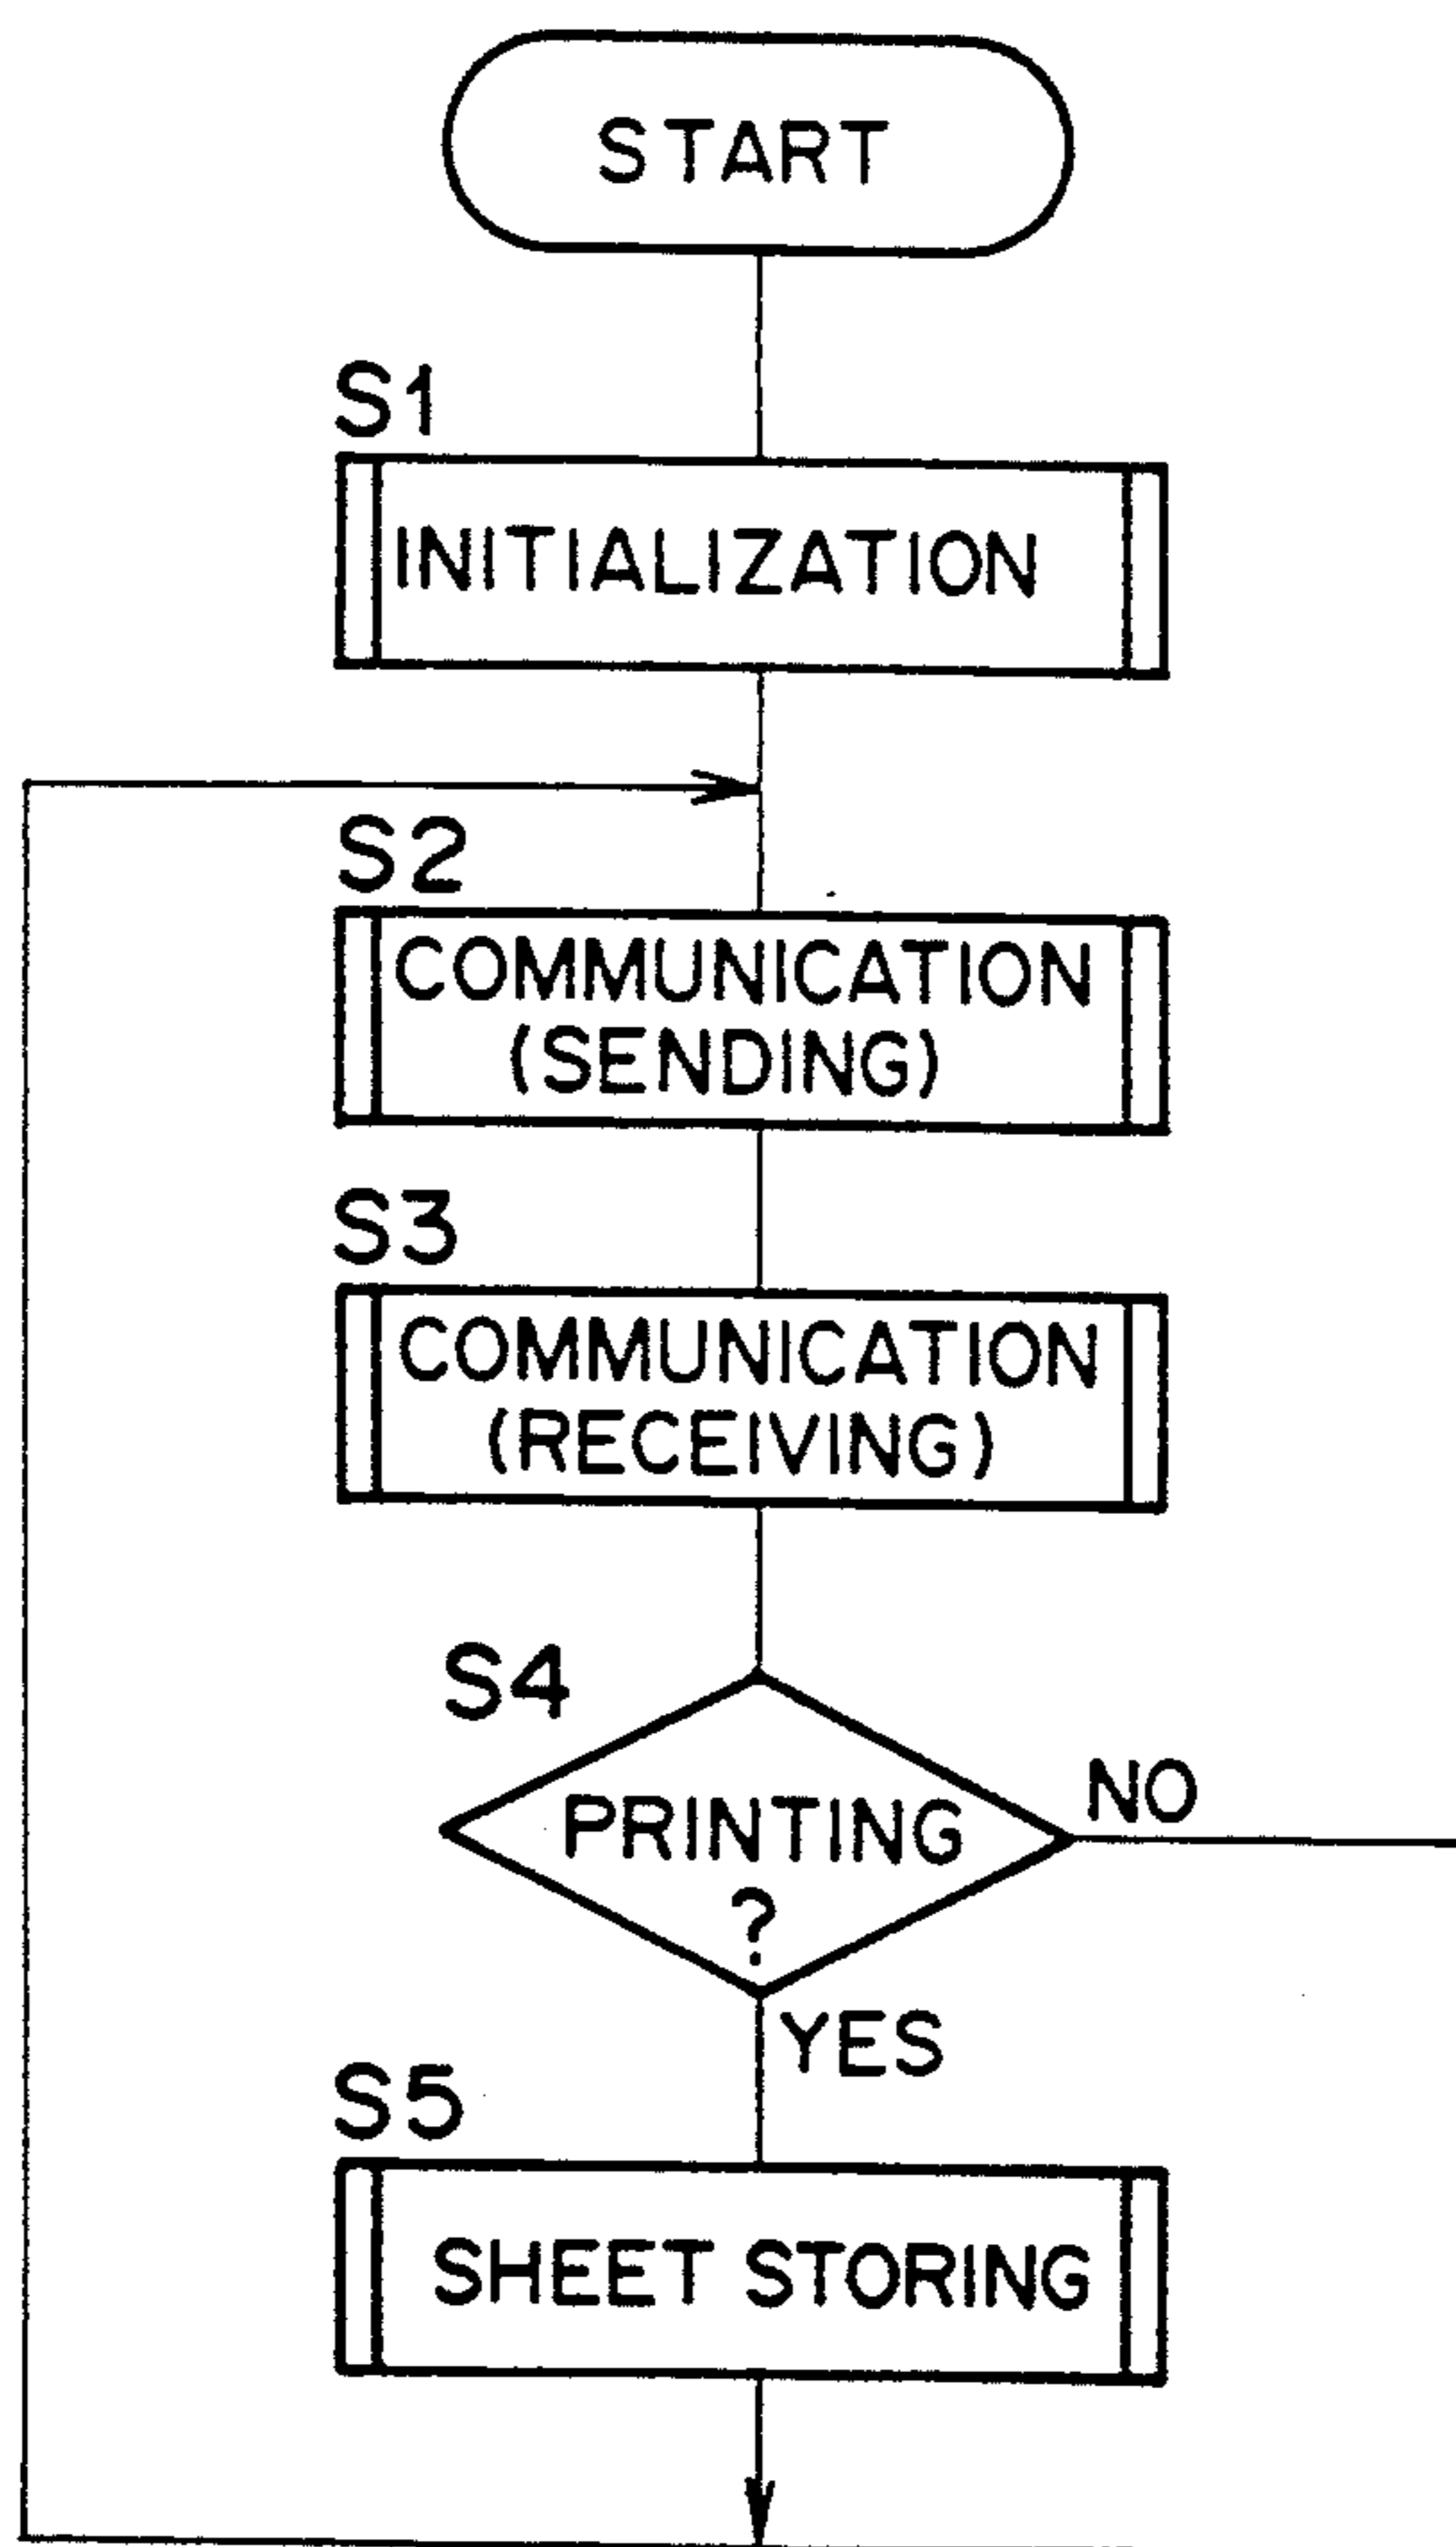 START
S1
INITIALIZATION
S2
COMMUNICATION
(SENDING)
S3
COMMUNICATION
(RECEIVING)
S4
PRINTING
?
NO
YES
S5
SHEET STORING